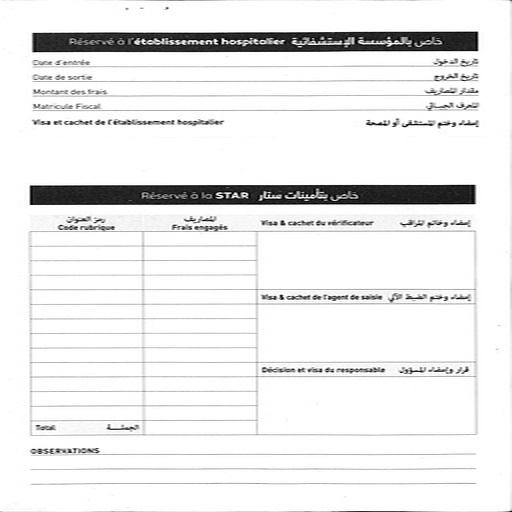 Réservé à l'établissement hospitalier خاص بالمؤسسة الإستشفائية
Date d'entrée تاريخ الدخول
Date de sortie تاريخ الخروج
Montant des frais مقدار المصاريف
Matricule Fiscal المعرف الجبائي
Visa et cachet de l'établissement hospitalier إمضاء وختم المستشفى أو المصحة
Réservé à la STAR خاص بتأمينات ستار
رمز العنوان المصاريف
Code rubrique Frais engagés Visa & cachet du vérificateur إمضاء وخاتم المراقب
Visa & cachet de l'agent de saisie إمضاء وختم الضبط الآلي
Décision et visa du responsable قرار وإمضاء المسؤول
Total الجملة
OBSERVATIONS